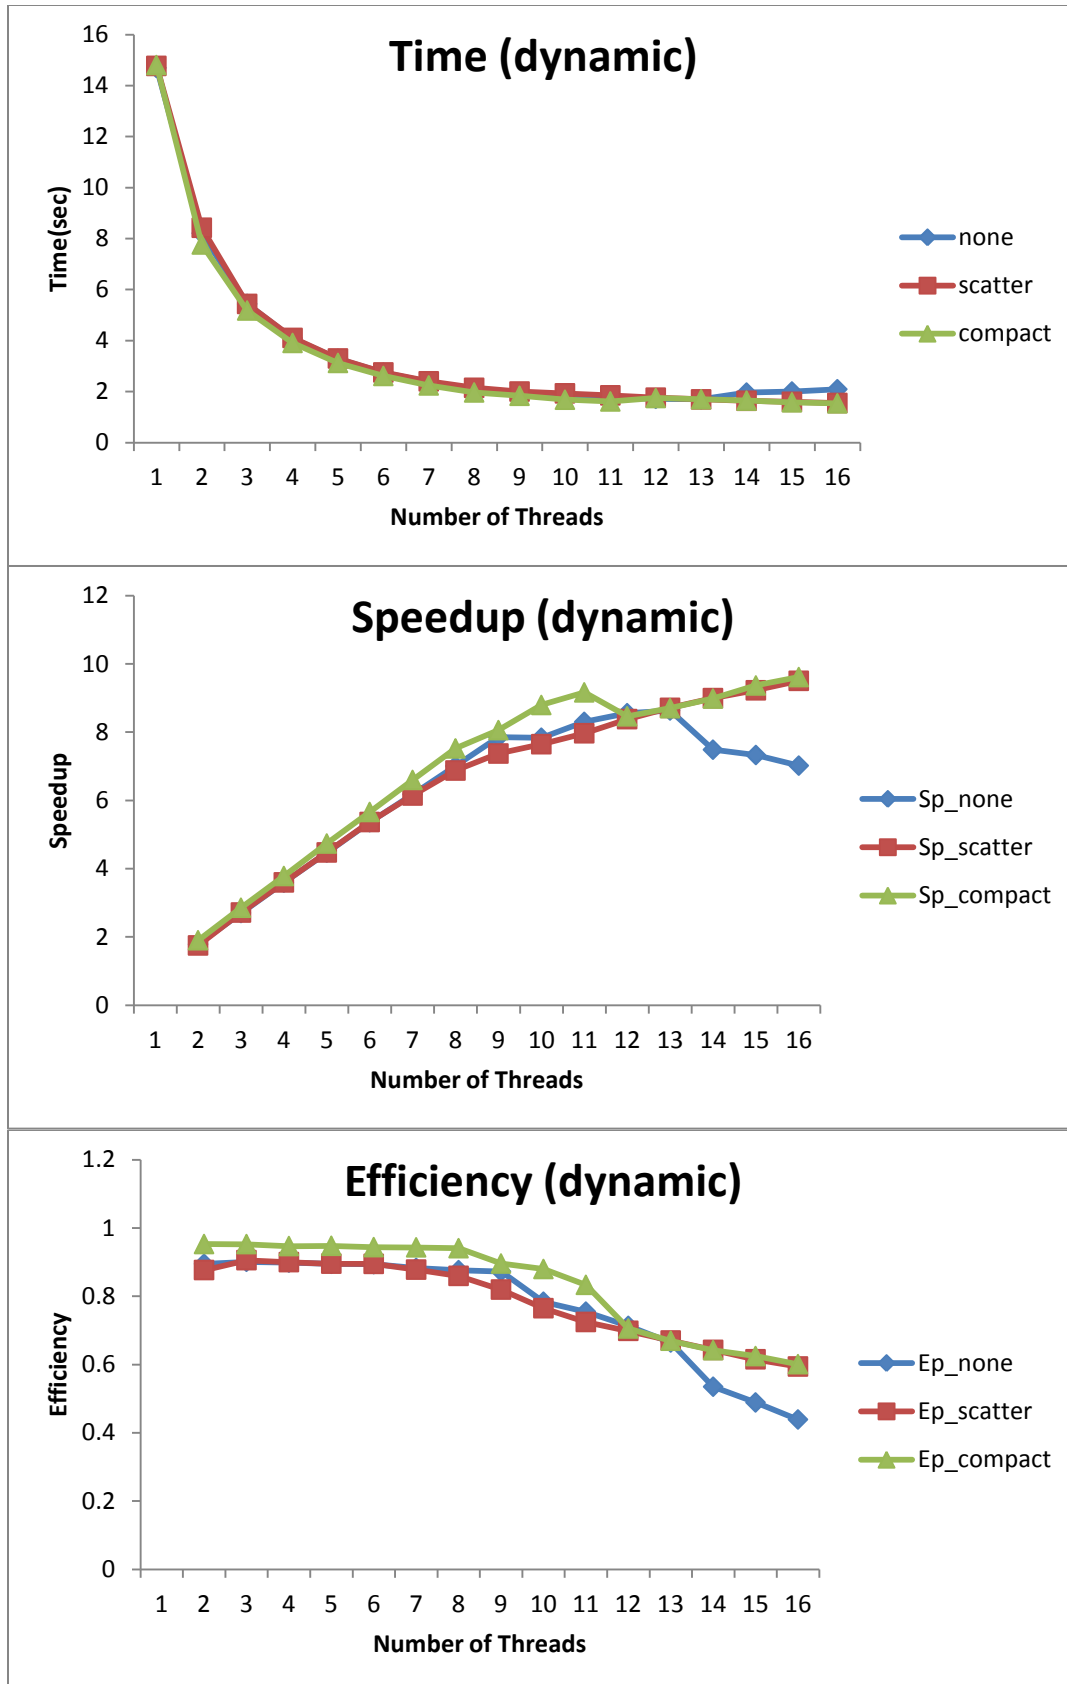 Time (dynamic)
16
14
12
10
8
6
4
2
0
Time(sec)
1 2 3 4 5 6 7 8 9 10 11 12 13 14 15 16
Number of Threads
none
scatter
compact
Speedup (dynamic)
12
10
8
6
4
2
0
Speedup
1 2 3 4 5 6 7 8 9 10 11 12 13 14 15 16
Number of Threads
Sp_none
Sp_scatter
Sp_compact
Efficiency (dynamic)
1.2
1
0.8
0.6
0.4
0.2
0
Efficiency
1 2 3 4 5 6 7 8 9 10 11 12 13 14 15 16
Number of Threads
Ep_none
Ep_scatter
Ep_compact